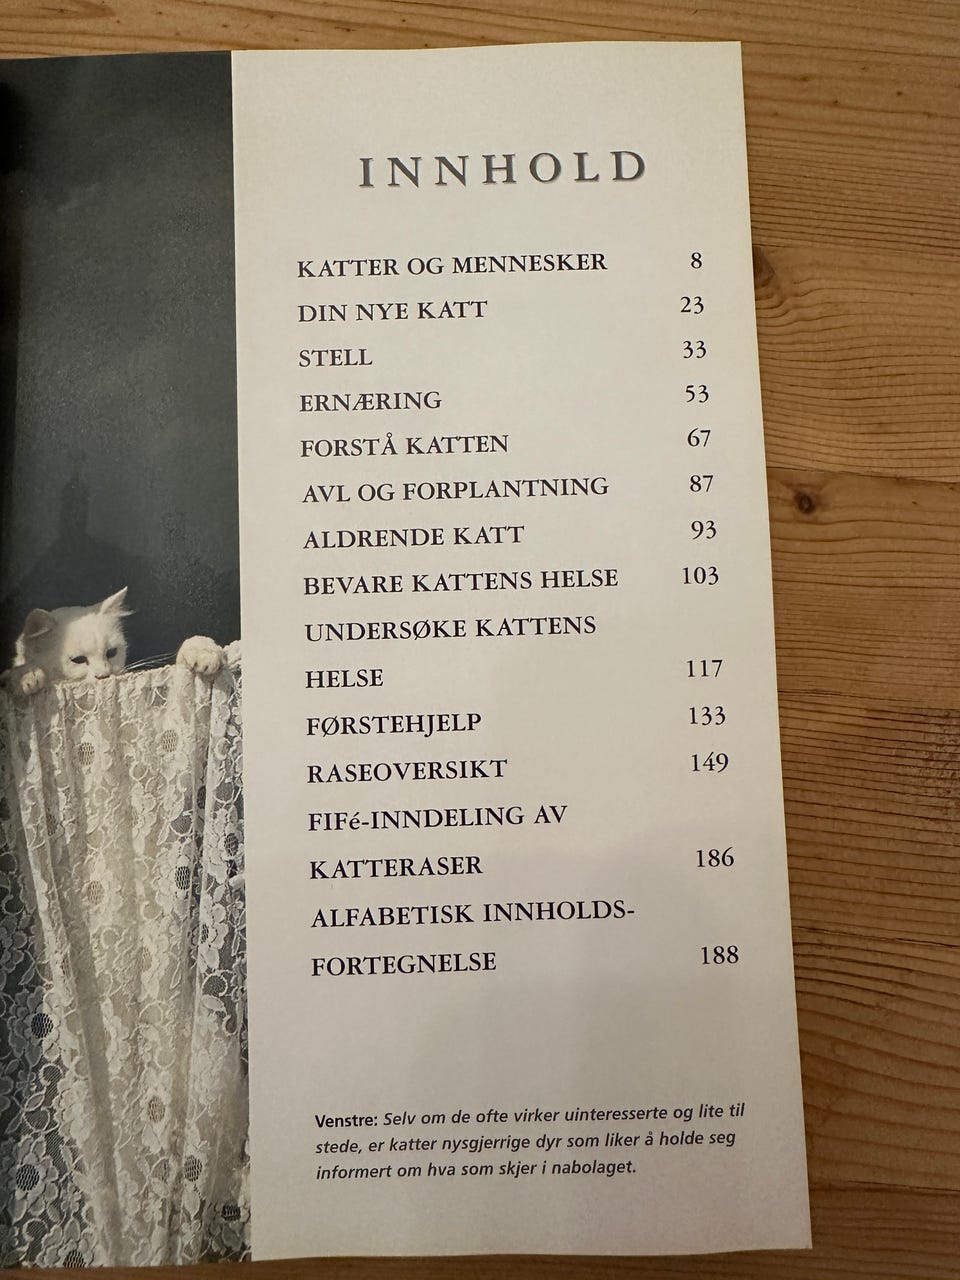 INNHOLD
KATTER OG MENNESKER 8
DIN NYE KATT 23
STELL 33
ERNÆRING 53
FORSTÅ KATTEN 67
AVL OG FORPLANTNING 87
ALDRENDE KATT 93
BEVARE KATTENS HELSE 103
UNDERSØKE KATTENS
HELSE 117
FØRSTEHJELP 133
RASEOVERSIKT 149
FIFé-INNDELING AV
KATTERASER 186
ALFABETISK INNHOLDS-
FORTEGNELSE 188
Venstre: Selv om de ofte virker uinteresserte og lite til
stede, er katter nysgjerrige dyr som liker å holde seg
informert om hva som skjer i nabolaget.